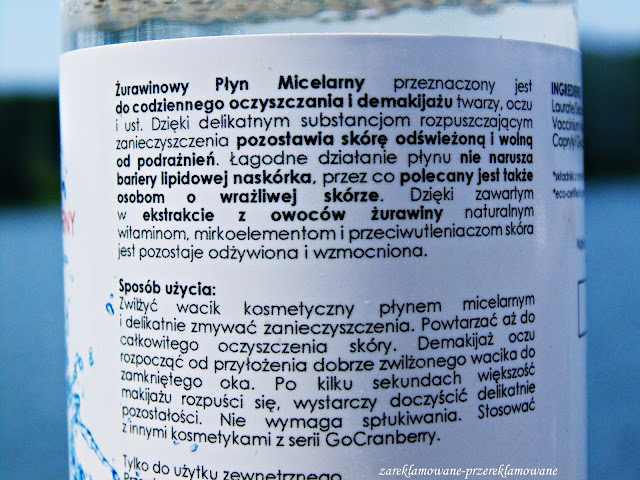 Żurawinowy Płyn Micelarny przeznaczony jest
do codziennego oczyszczania i demakijażu twarzy, oczu
i ust. Dzięki delikatnym substancjom rozpuszczającym
zanieczyszczenia pozostawia skórę odświeżoną i wolną
od podrażnień. Łagodne działanie płynu nie narusza
bariery lipidowej naskórka, przez co polecany jest także
osobom o wrażliwej skórze. Dzięki zawartym
w ekstrakcie z owoców żurawiny naturalnym
witaminom, mirkoelementom i przeciwutleniaczom skóra
jest pozostaje odżywiona i wzmocniona.
Sposób użycia:
Zwilżyć wacik kosmetyczny płynem micelarnym
i delikatnie zmywać zanieczyszczenia. Powtarzać aż do
całkowitego oczyszczenia skóry. Demakijaż oczu
rozpocząć od przyłożenia dobrze zwilżonego wacika do
zamkniętego oka. Po kilku sekundach większość
makijażu rozpuści się, wystarczy doczyścić delikatnie
pozostałości. Nie wymaga spłukiwania. Stosować
z innymi kosmetykami z serii GoCranberry.
Tylko do użytku zewnętrznego
zareklamowane-przereklamowane